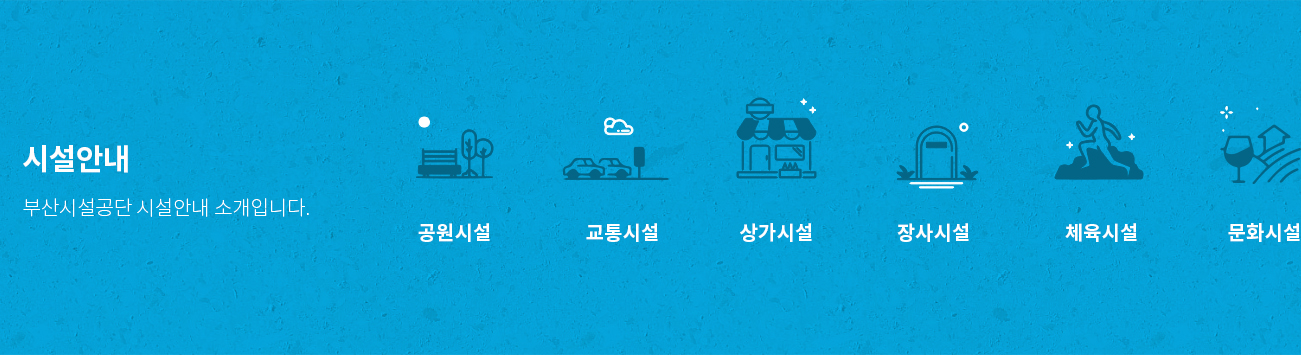 시설안내
부산시설공단 시설안내 소개입니다.
공원시설
교통시설
상가시설
장사시설
체육시설
문화시설